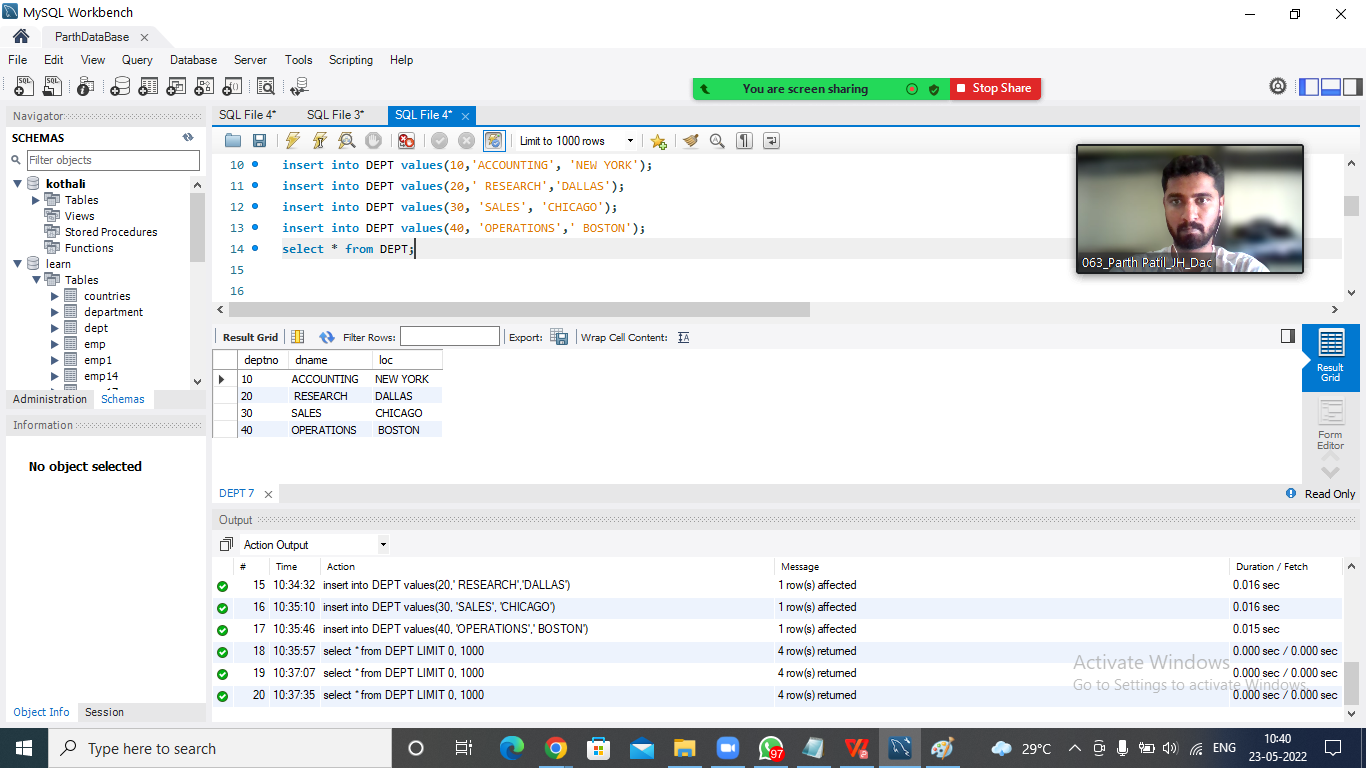 MySQL Workbench
ParthDataBase
File Edit View Query Database Server Tools Scripting Help
You are screen sharing Stop Share
Navigator
SCHEMAS
Filter objects
kothali
Tables
Views
Stored Procedures
Functions
learn
Tables
countries
department
dept
emp
emp1
emp14
Administration Schemas
Information
No object selected
Object Info Session
SQL File 4* SQL File 3* SQL File 4*
Limit to 1000 rows
10 insert into DEPT values(10,'ACCOUNTING', 'NEW YORK');
11 insert into DEPT values(20,' RESEARCH','DALLAS');
12 insert into DEPT values(30, 'SALES', 'CHICAGO');
13 insert into DEPT values(40, 'OPERATIONS',' BOSTON');
14 select * from DEPT;
15
16
063_Parth Patil_JH_Dac
Result Grid Filter Rows: Export: Wrap Cell Content:
deptno dname loc
10 ACCOUNTING NEW YORK
20 RESEARCH DALLAS
30 SALES CHICAGO
40 OPERATIONS BOSTON
Result
Grid
Form
Editor
DEPT 7 Read Only
Output
Action Output
# Time Action Message Duration / Fetch
15 10:34:32 insert into DEPT values(20,' RESEARCH','DALLAS') 1 row(s) affected 0.016 sec
16 10:35:10 insert into DEPT values(30, 'SALES', 'CHICAGO') 1 row(s) affected 0.016 sec
17 10:35:46 insert into DEPT values(40, 'OPERATIONS',' BOSTON') 1 row(s) affected 0.015 sec
18 10:35:57 select * from DEPT LIMIT 0, 1000 4 row(s) returned 0.000 sec / 0.000 sec
19 10:37:07 select * from DEPT LIMIT 0, 1000 4 row(s) returned 0.000 sec / 0.000 sec
20 10:37:35 select * from DEPT LIMIT 0, 1000 4 row(s) returned 0.000 sec / 0.000 sec
Activate Windows
Go to Settings to activate Windows.
Type here to search
97
29°C
ENG
10:40
23-05-2022